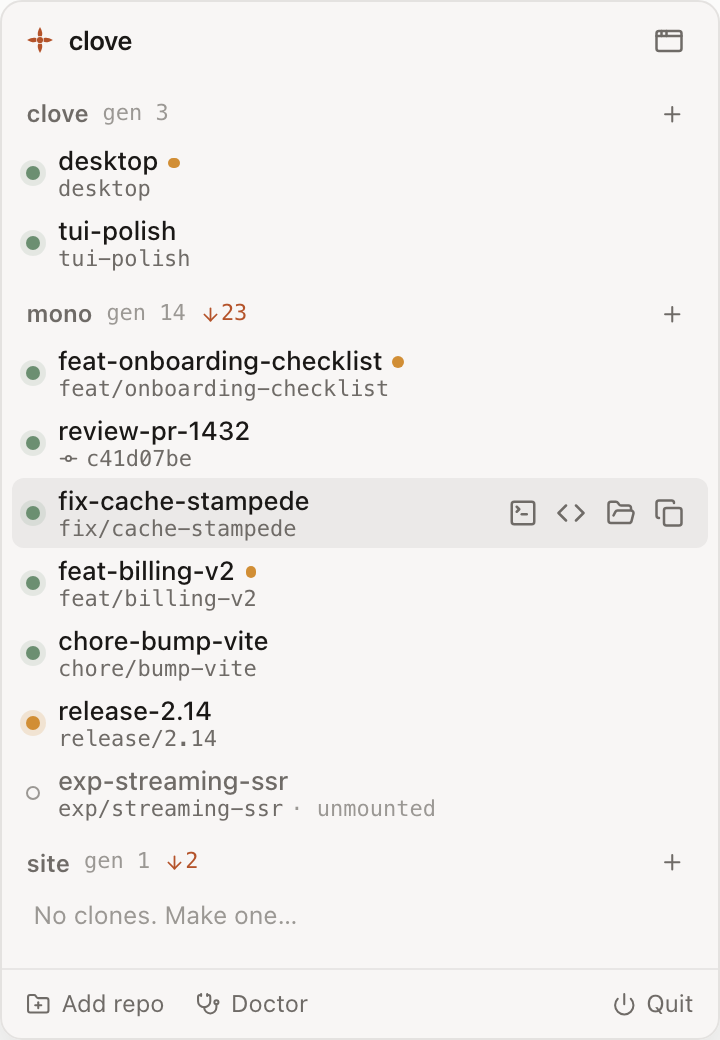 clove
clove gen 3
desktop
desktop
tui-polish
tui-polish
mono gen 14 ↓23
feat-onboarding-checklist
feat/onboarding-checklist
review-pr-1432
c41d07be
fix-cache-stampede
fix/cache-stampede
feat-billing-v2
feat/billing-v2
chore-bump-vite
chore/bump-vite
release-2.14
release/2.14
exp-streaming-ssr
exp/streaming-ssr · unmounted
site gen 1 ↓2
No clones. Make one...
Add repo Doctor Quit